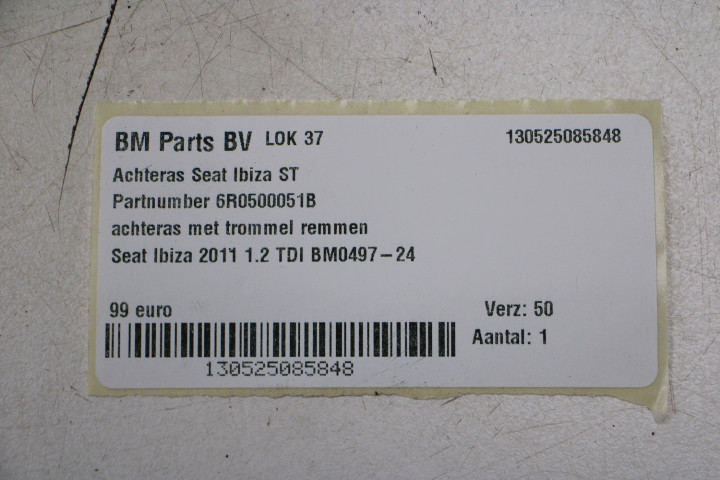 BM Parts BV LOK 37 130525085848
Achteras Seat Ibiza ST
Partnumber 6R0500051B
achteras met trommel remmen
Seat Ibiza 2011 1.2 TDI BM0497-24
99 euro Verz: 50
Aantal: 1
130525085848